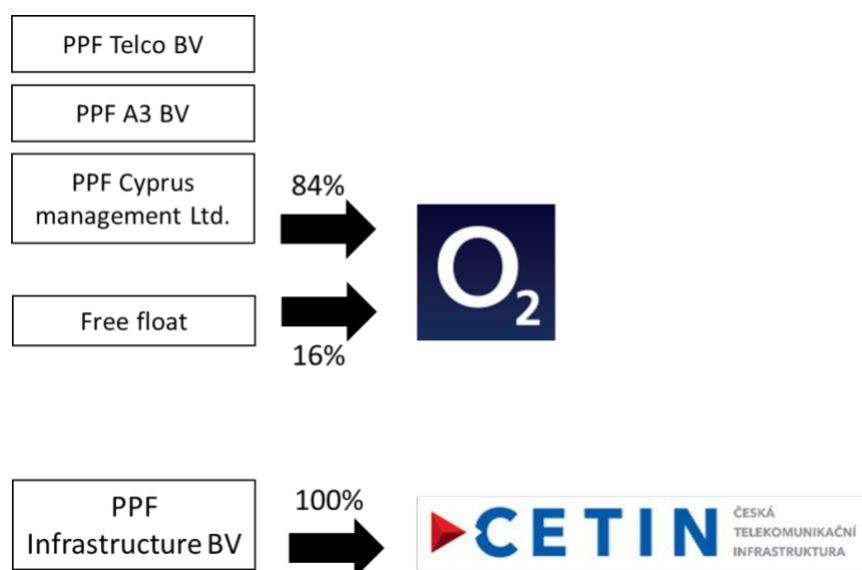 PPF Telco BV
PPF A3 BV
PPF Cyprus
management Ltd.
84%
O2
Free float
16%
PPF
Infrastructure BV
100%
CETIN
ČESKÁ
TELEKOMUNIKAČNÍ
INFRASTRUKTURA